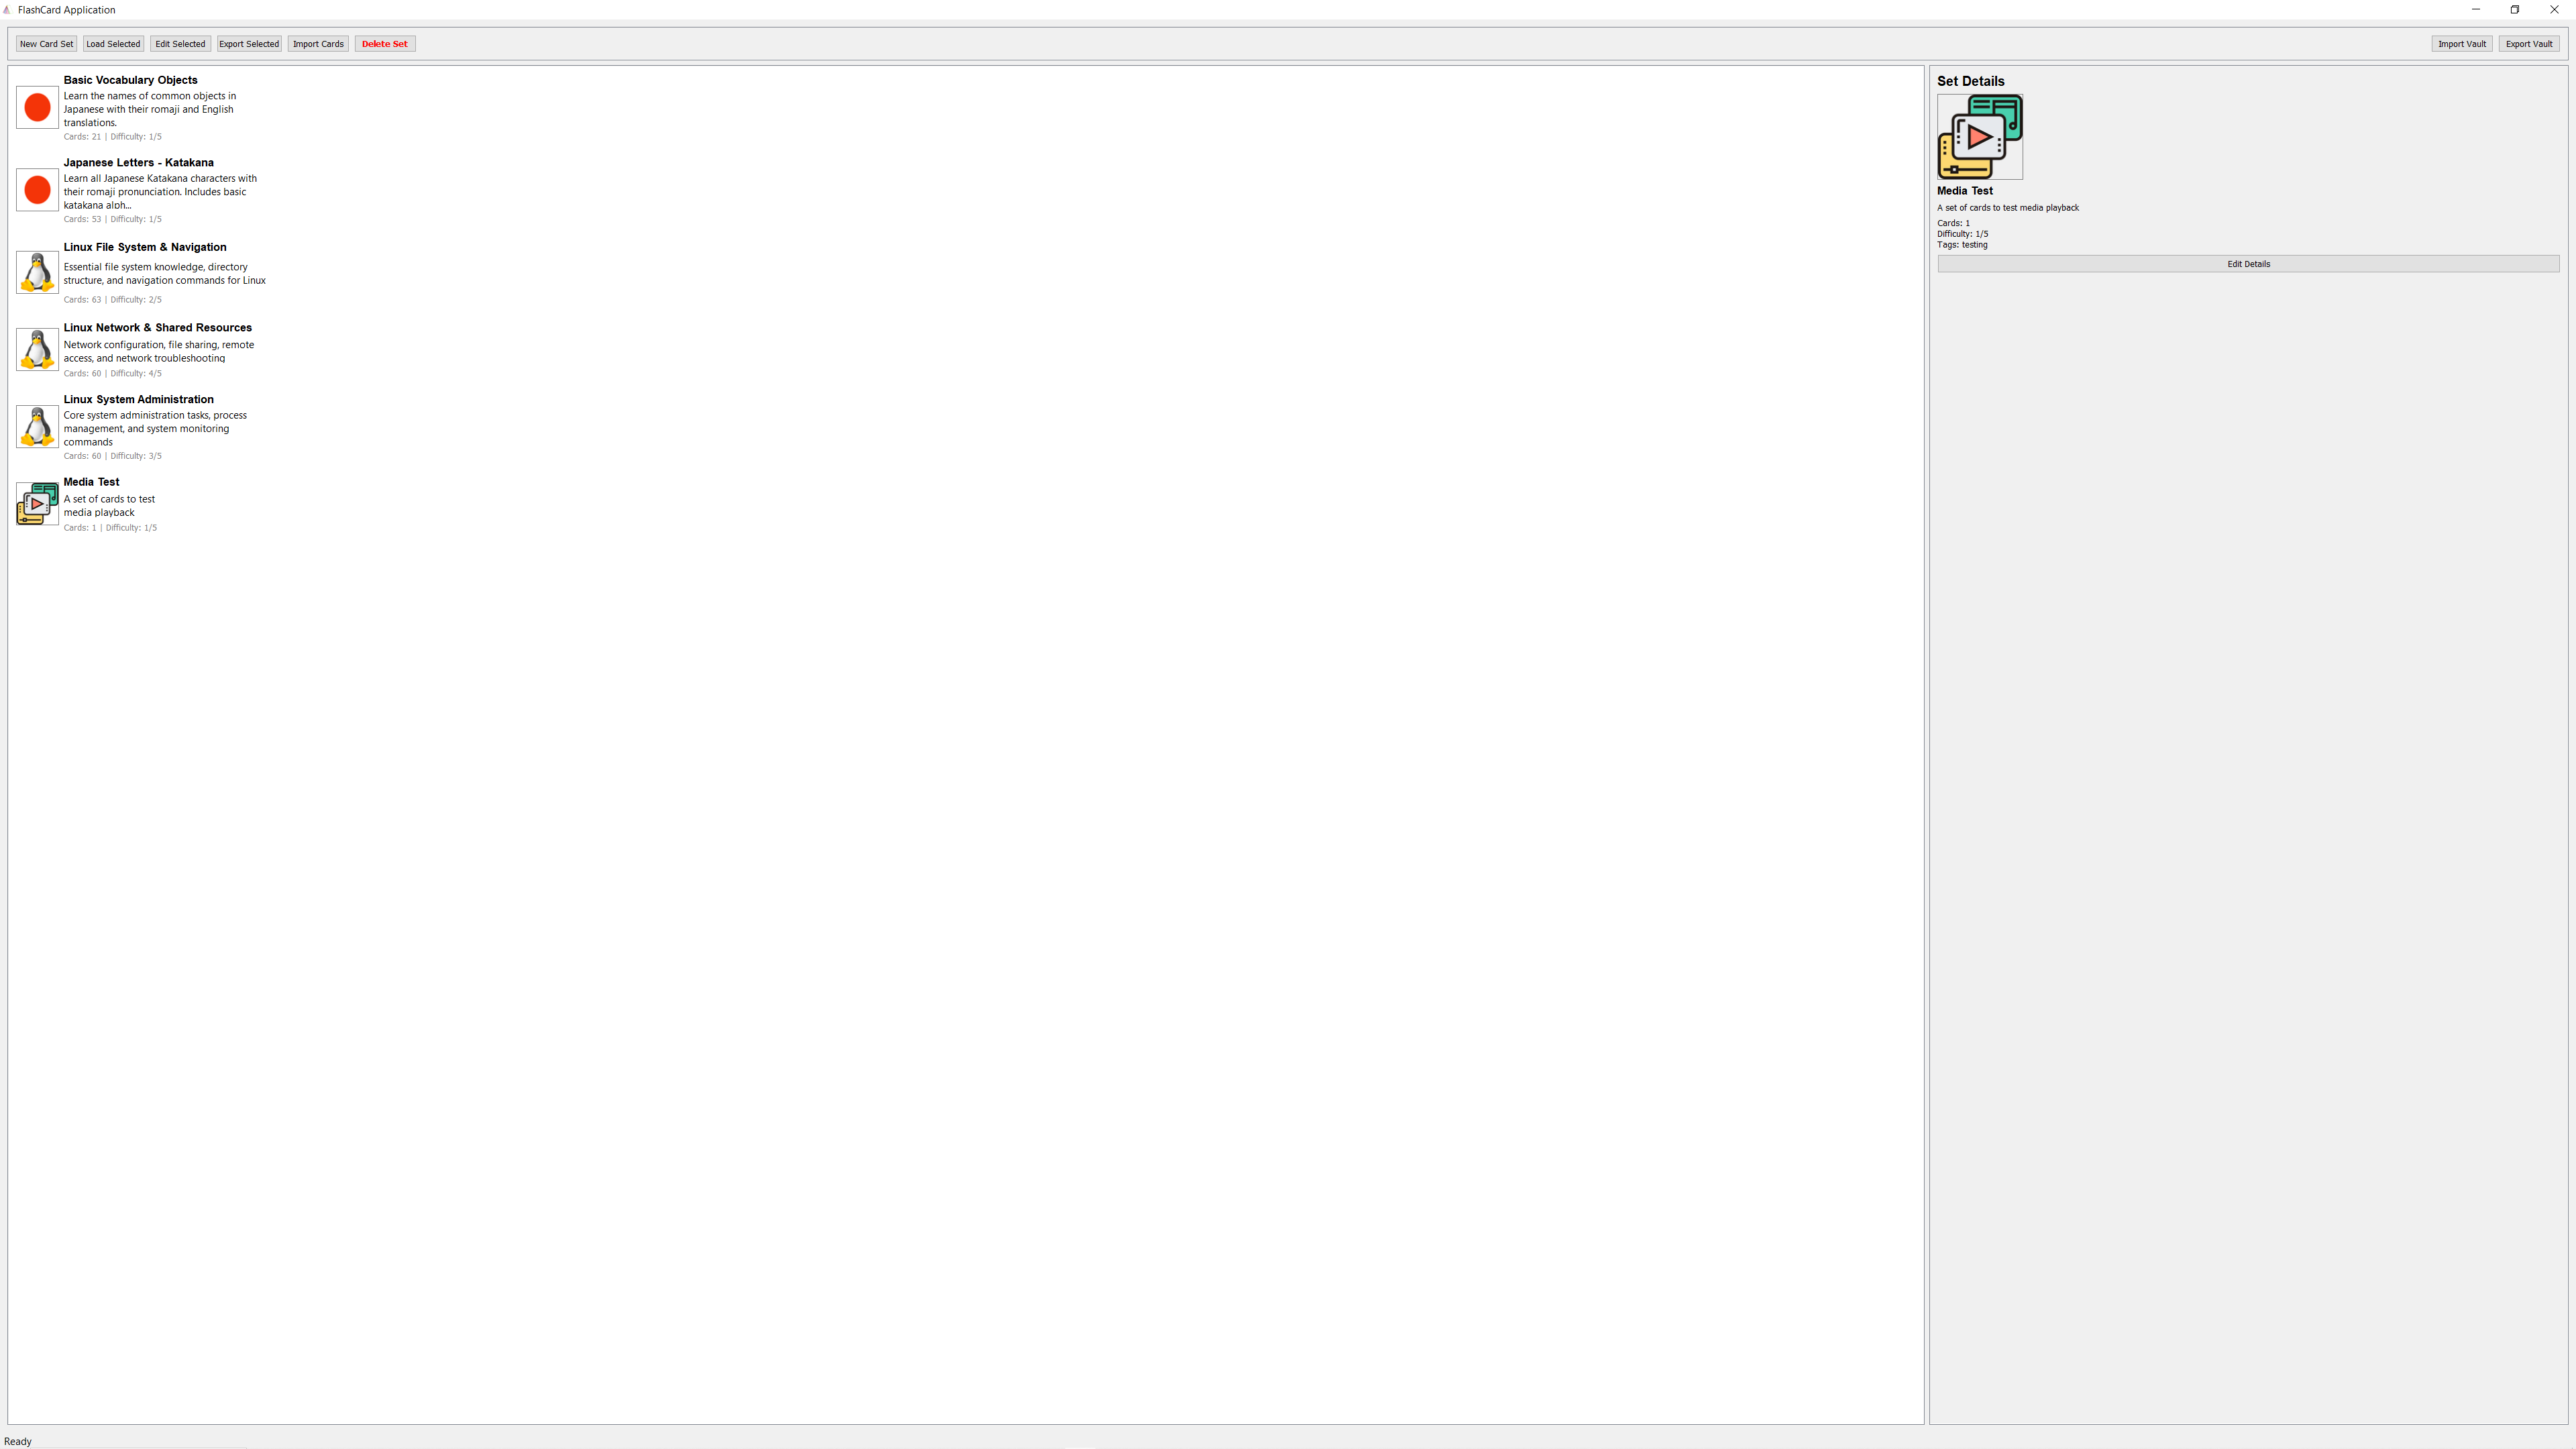 FlashCard Application
New Card Set
Load Selected
Edit Selected
Export Selected
Import Cards
Delete Set
Import Vault
Export Vault
Basic Vocabulary Objects
Learn the names of common objects in
Japanese with their romaji and English
translations.
Cards: 21 | Difficulty: 1/5
Japanese Letters - Katakana
Learn all Japanese Katakana characters with
their romaji pronunciation. Includes basic
katakana alph...
Cards: 53 | Difficulty: 1/5
Linux File System & Navigation
Essential file system knowledge, directory
structure, and navigation commands for Linux
Cards: 63 | Difficulty: 2/5
Linux Network & Shared Resources
Network configuration, file sharing, remote
access, and network troubleshooting
Cards: 60 | Difficulty: 4/5
Linux System Administration
Core system administration tasks, process
management, and system monitoring
commands
Cards: 60 | Difficulty: 3/5
Media Test
A set of cards to test
media playback
Cards: 1 | Difficulty: 1/5
Set Details
Media Test
A set of cards to test media playback
Cards: 1
Difficulty: 1/5
Tags: testing
Edit Details
Ready